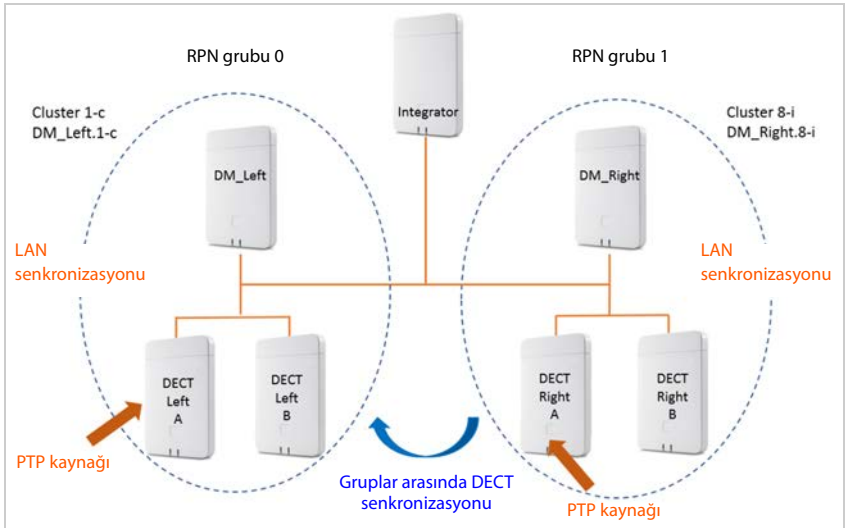 RPN grubu 0
RPN grubu 1
Cluster 1-c
DM_Left.1-c
Integrator
Cluster 8-i
DM_Right.8-i
DM_Left
DM_Right
LAN
senkronizasyonu
LAN
senkronizasyonu
DECT
Left
A
DECT
Left
B
DECT
Right
A
DECT
Right
B
PTP kaynağı
Gruplar arasında DECT
senkronizasyonu
PTP kaynağı